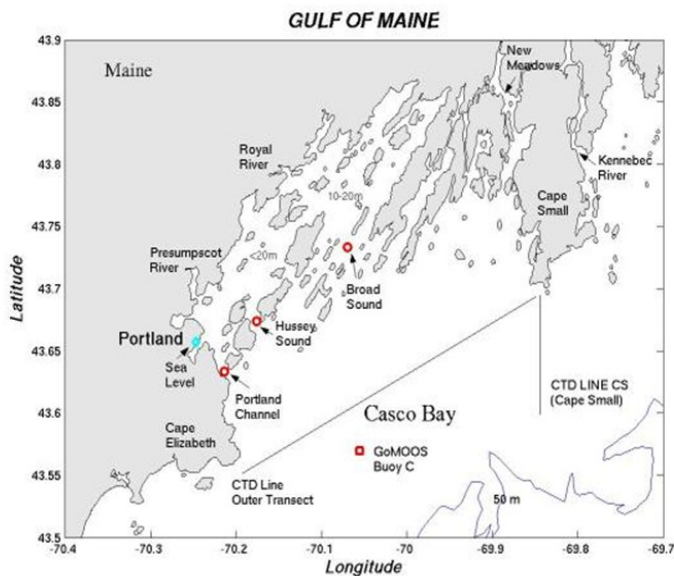 GULF OF MAINE
43.9
43.85
43.8
43.75
43.7
43.65
43.6
43.55
43.5
Latitude
Maine
New
Meadows
Royal
River
Kennebec
River
10-20m
Cape
Small
Presumpscot
River
<20m
Broad
Sound
Portland
Hussey
Sound
Sea
Level
Portland
Channel
CTD LINE CS
(Cape Small)
Casco Bay
Cape
Elizabeth
GoMOOS
Buoy C
CTD Line
Outer Transect
50 m
-70.4
-70.3
-70.2
-70.1
-70
-69.9
-69.8
-69.7
Longitude